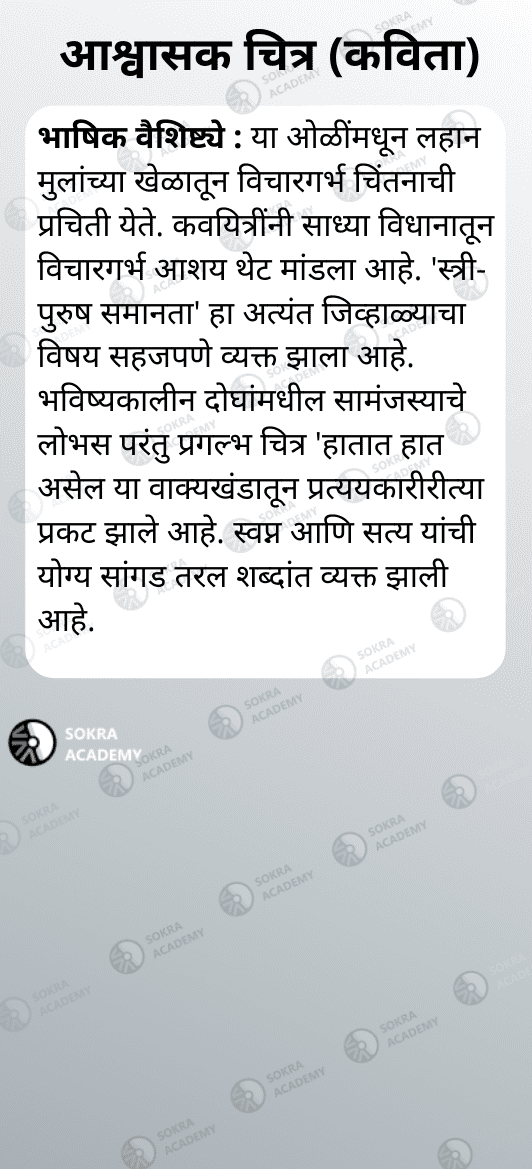 आश्वासक चित्र (कविता)
भाषिक वैशिष्ट्ये : या ओळींमधून लहान
मुलांच्या खेळातून विचारगर्भ चिंतनाची
प्रचिती येते. कवयित्रींनी साध्या विधानातून
विचारगर्भ आशय थेट मांडला आहे. 'स्त्री-
पुरुष समानता' हा अत्यंत जिव्हाळ्याचा
विषय सहजपणे व्यक्त झाला आहे.
भविष्यकालीन दोघांमधील सामंजस्याचे
लोभस परंतु प्रगल्भ चित्र 'हातात हात
असेल या वाक्यखंडातून प्रत्ययकारीरीत्या
प्रकट झाले आहे. स्वप्न आणि सत्य यांची
योग्य सांगड तरल शब्दांत व्यक्त झाली
आहे.
SOKRA
ACADEMY